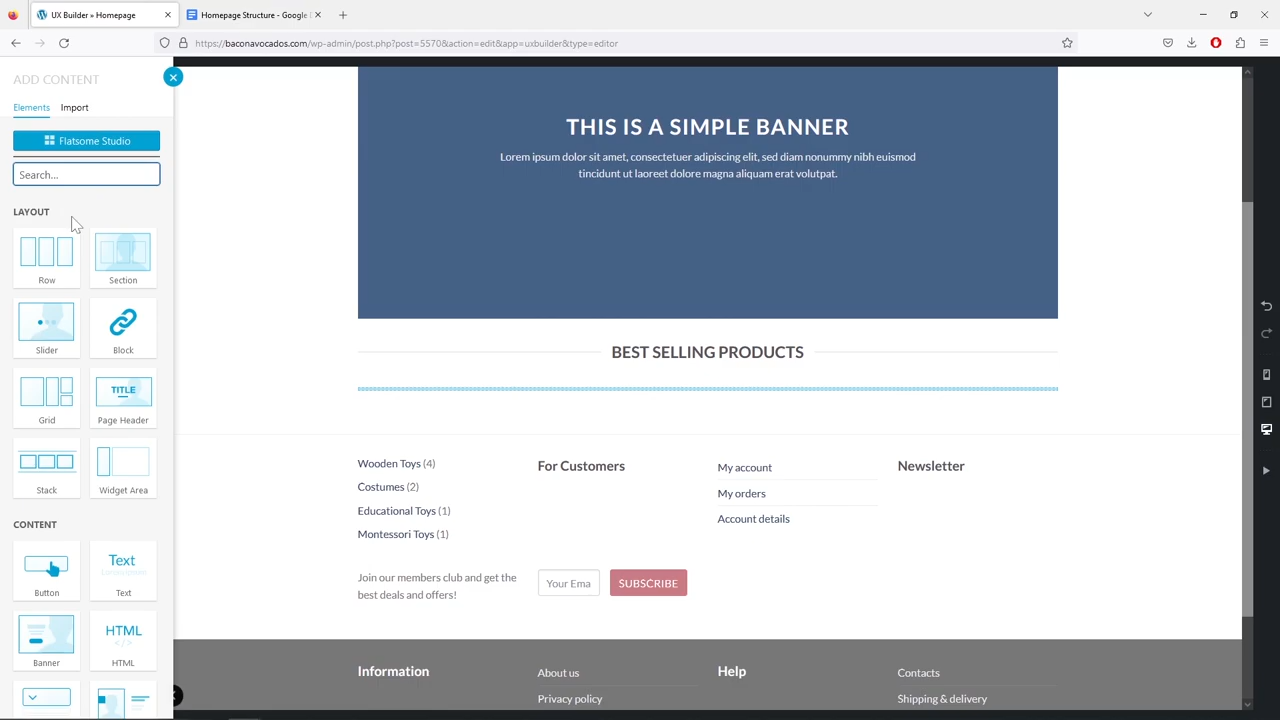 UX Builder » Homepage
Homepage Structure - Google
https://baconavocados.com/wp-admin/post.php?post=5570&action=edit&app=uxbuilder&type=editor
ADD CONTENT
Elements Import
Flatsome Studio
Search...
LAYOUT
Row Section
Slider Block
Grid
TITLE
Page Header
Stack Widget Area
CONTENT
Text
Button Text
HTML
</>
Banner HTML
THIS IS A SIMPLE BANNER
Lorem ipsum dolor sit amet, consectetuer adipiscing elit, sed diam nonummy nibh euismod
tincidunt ut laoreet dolore magna aliquam erat volutpat.
BEST SELLING PRODUCTS
Wooden Toys (4)
Costumes (2)
Educational Toys (1)
Montessori Toys (1)
For Customers
My account
My orders
Account details
Newsletter
Join our members club and get the
best deals and offers!
Your Ema
SUBSCRIBE
Information
About us
Privacy policy
Help
Contacts
Shipping & delivery